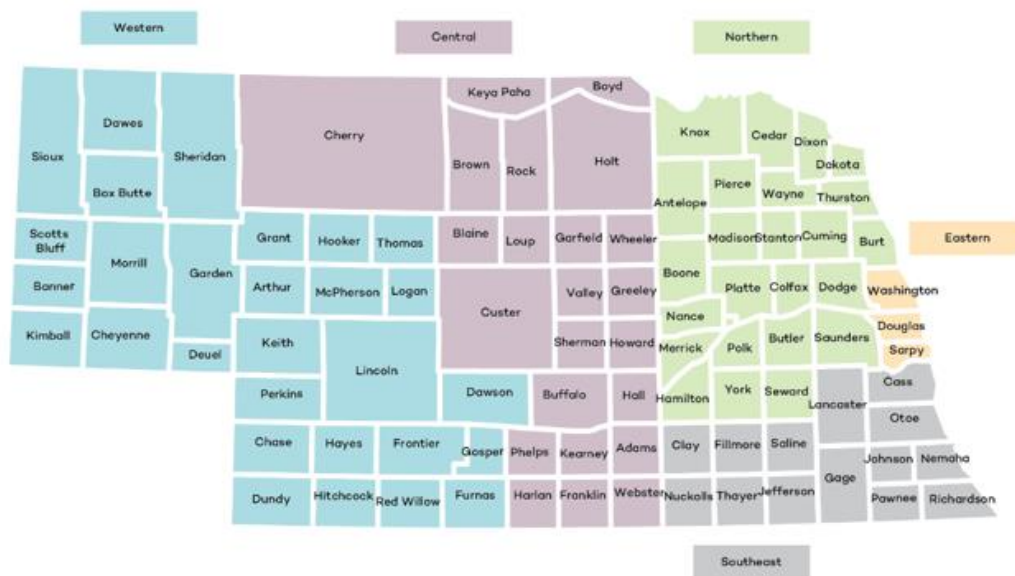 Western
Central
Northern
Keya Paha
Boyd
Dawes
Cherry
Knox
Cedar
Dixon
Sioux
Sheridan
Brown
Rock
Holt
Dakota
Box Butte
Pierce
Wayne
Thurston
Antelope
Scotts
Bluff
Grant
Hooker
Thomas
Blaine
Loup
Garfield
Wheeler
Madison
Stanton
Cuming
Burt
Eastern
Morrill
Garden
Boone
Banner
Arthur
McPherson
Logan
Valley
Greeley
Platte
Colfax
Dodge
Washington
Custer
Nance
Kimball
Cheyenne
Keith
Sherman
Howard
Merrick
Polk
Butler
Saunders
Douglas
Deuel
Sarpy
Lincoln
Perkins
Dawson
Buffalo
Hall
Hamilton
York
Seward
Lancaster
Cass
Otoe
Chase
Hayes
Frontier
Gosper
Phelps
Kearney
Adams
Clay
Fillmore
Saline
Johnson
Nemaha
Gage
Dundy
Hitchcock
Red Willow
Furnas
Harlan
Franklin
Webster
Nuckolls
Thayer
Jefferson
Pawnee
Richardson
Southeast